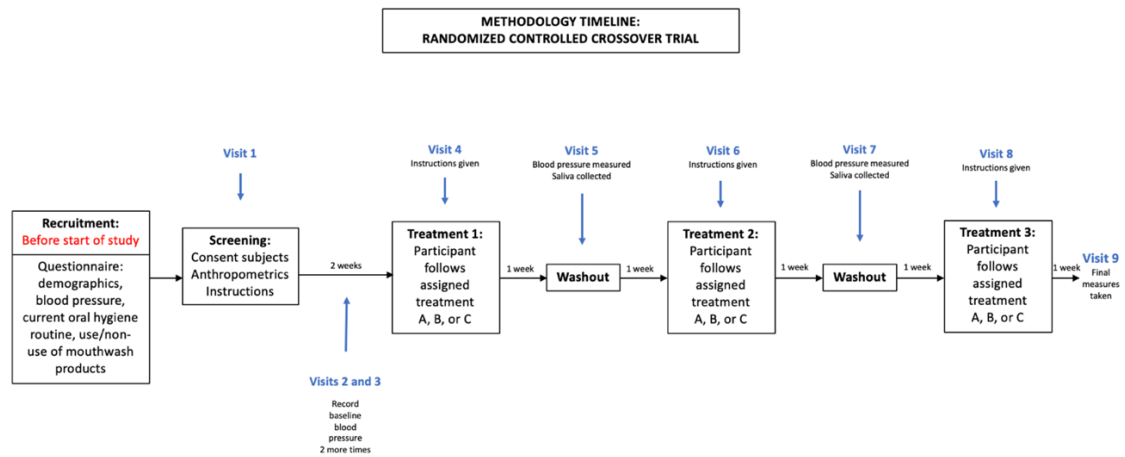 METHODOLOGY TIMELINE:
RANDOMIZED CONTROLLED CROSSOVER TRIAL
Recruitment:
Before start of study
Questionnaire:
demographics,
blood pressure,
current oral hygiene
routine, use/non-
use of mouthwash
products
Visit 1
Screening:
Consent subjects
Anthropometrics
Instructions
2 weeks
Visits 2 and 3
Record
baseline
blood
pressure
2 more times
Visit 4
Instructions given
Treatment 1:
Participant
follows
assigned
treatment
A, B, or C
1 week
Visit 5
Blood pressure measured
Saliva collected
Washout
1 week
Visit 6
Instructions given
Treatment 2:
Participant
follows
assigned
treatment
A, B, or C
1 week
Visit 7
Blood pressure measured
Saliva collected
Washout
1 week
Visit 8
Instructions given
Treatment 3:
Participant
follows
assigned
treatment
A, B, or C
1 week
Visit 9
Final
measures
taken